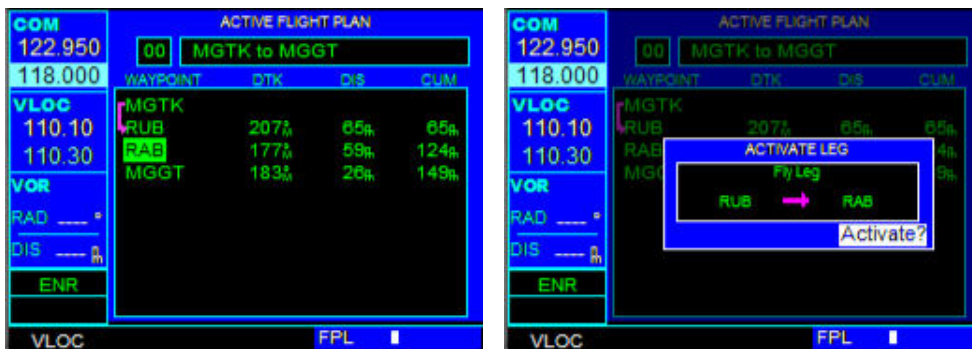 COM
122.950
118.000
VLOC
110.10
110.30
VOR
RAD ___ °
DIS ___ nm
ENR
VLOC
ACTIVE FLIGHT PLAN
00 MGTK to MGGT
WAYPOINT DTK DIS CUM
MGTK
RUB 207°M 65nm 65nm
RAB 177°M 59nm 124nm
MGGT 183°M 26nm 149nm
FPL
COM
122.950
118.000
VLOC
110.10
110.30
VOR
RAD ___ °
DIS ___ nm
ENR
VLOC
ACTIVE FLIGHT PLAN
00 MGTK to MGGT
WAYPOINT DTK DIS CUM
MGTK
RUB 207°M 65nm 65nm
RAB 4nm
MGG 9nm
ACTIVATE LEG
Fly Leg
RUB → RAB
Activate?
FPL